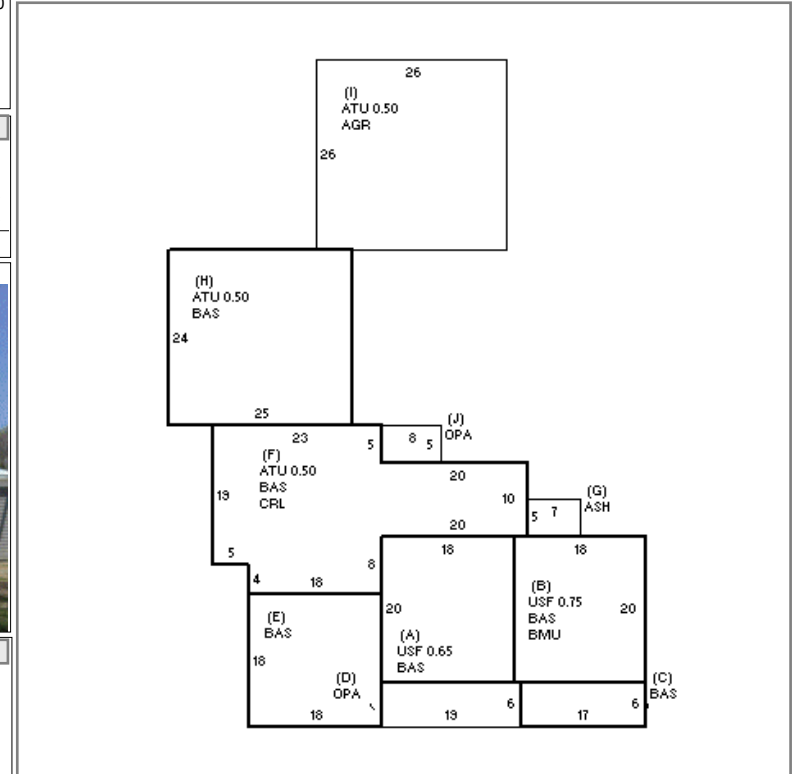 26
(I)
ATU 0.50
AGR
26
(H)
ATU 0.50
BAS
24
25
(J)
OPA
8 5
23
5
(F)
ATU 0.50
BAS
CRL
19
20
10
(G)
ASH
5 7
20
5
8
4
18
18
18
(E)
BAS
18
18
(D)
OPA
20
(A)
USF 0.65
BAS
(B)
USF 0.75
BAS
BMU
20
(C)
BAS
6
19
6
17